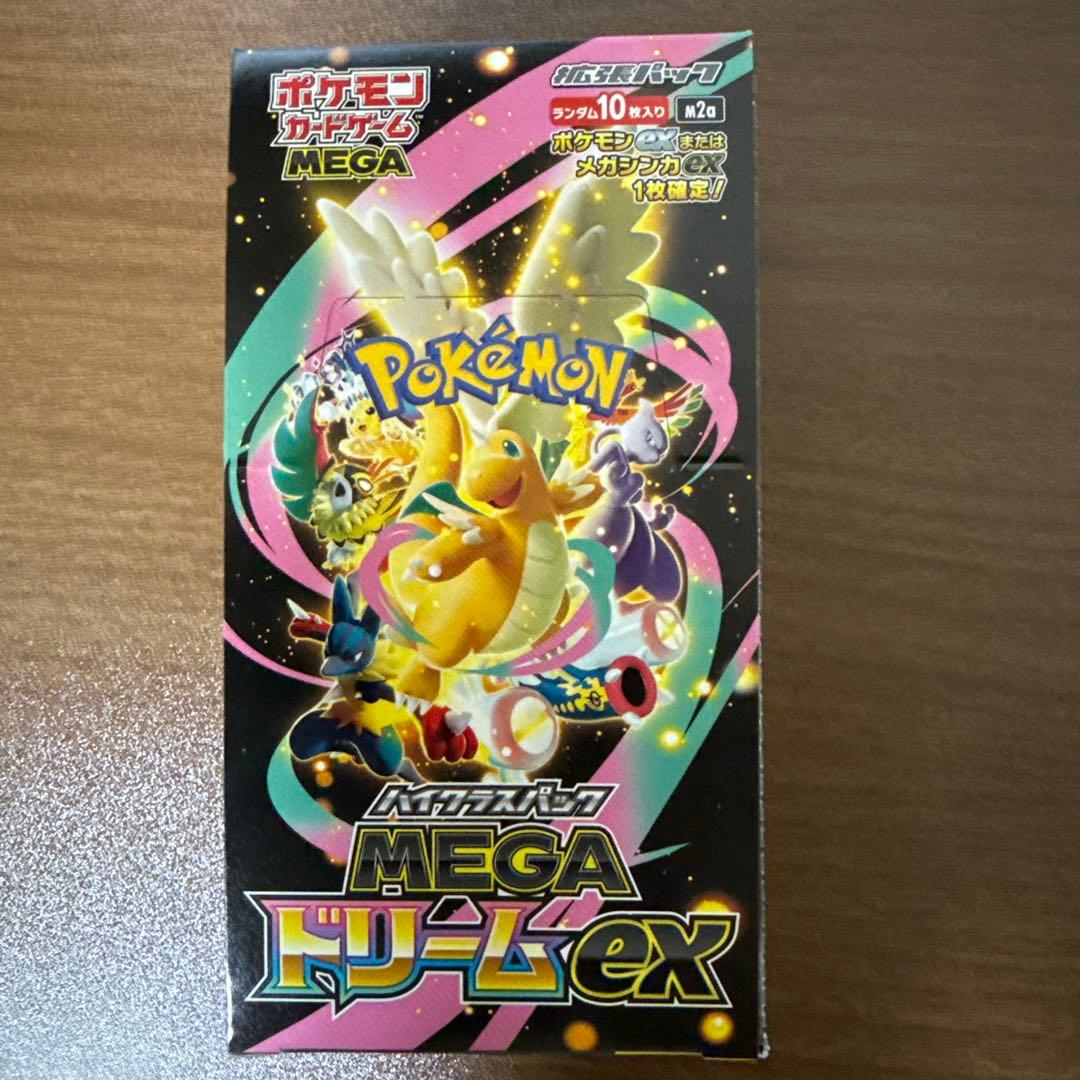 ポケモン
カードゲーム™
MEGA
拡張パック
ランダム10枚入り M2a
ポケモンexまたは
メガシンカex
1枚確定!
POKéMON
ハイクラスパック
MEGA
ドリームex